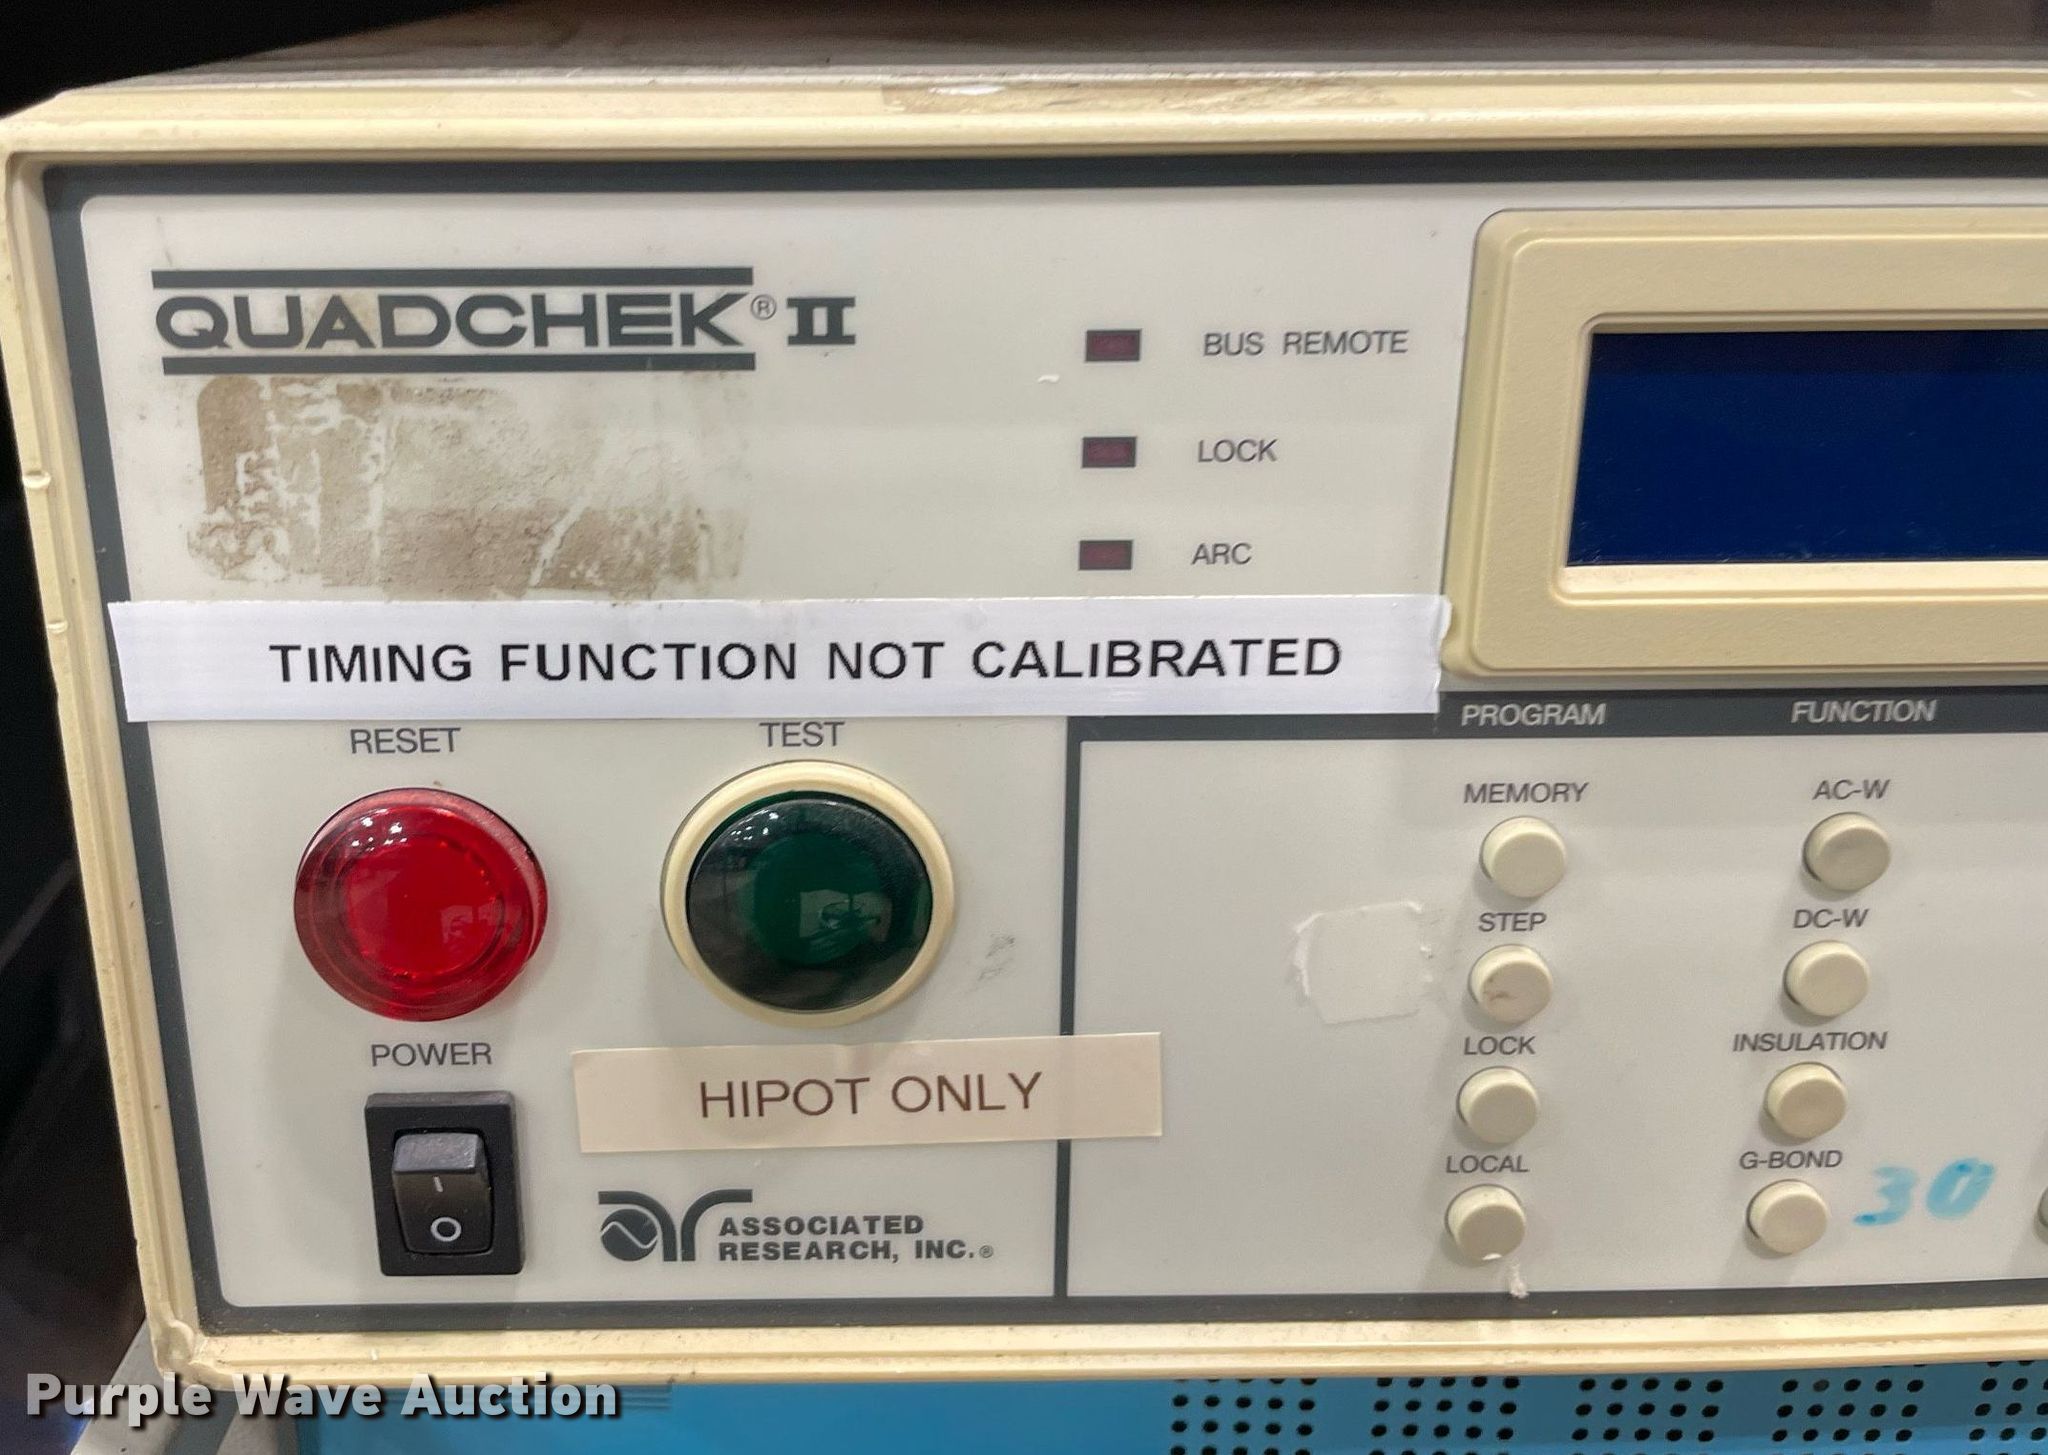 QUADCHEK® II
BUS REMOTE
LOCK
ARC
TIMING FUNCTION NOT CALIBRATED
RESET
TEST
POWER
HIPOT ONLY
ar ASSOCIATED
RESEARCH, INC.®
PROGRAM
FUNCTION
MEMORY
AC-W
STEP
DC-W
LOCK
INSULATION
LOCAL
G-BOND
30
Purple Wave Auction